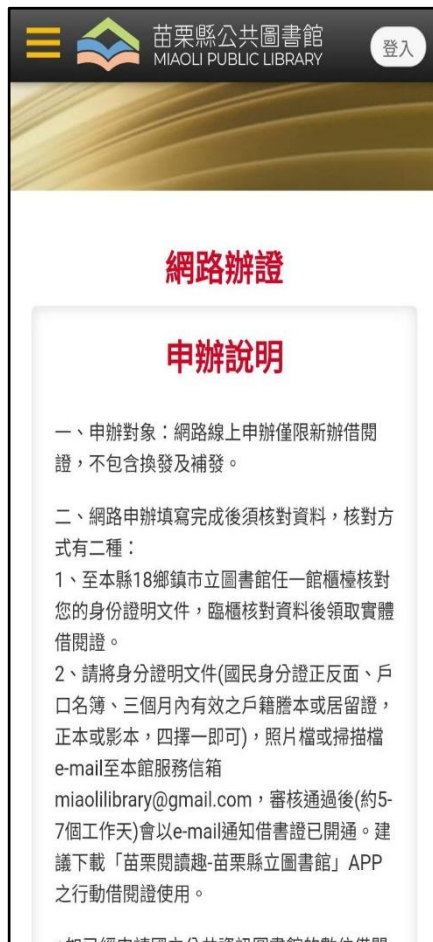 苗栗縣公共圖書館
MIAOLI PUBLIC LIBRARY
登入
網路辦證
申辦說明
一、申辦對象：網路線上申辦僅限新辦借閱
證，不包含換發及補發。
二、網路申辦填寫完成後須核對資料，核對方
式有二種：
1、至本縣18鄉鎮市立圖書館任一館櫃檯核對
您的身份證明文件，臨櫃核對資料後領取實體
借閱證。
2、請將身分證明文件(國民身分證正反面、戶
口名簿、三個月內有效之戶籍謄本或居留證，
正本或影本，四擇一即可)，照片檔或掃描檔
e-mail至本館服務信箱
miaolilibrary@gmail.com，審核通過後(約5-
7個工作天)會以e-mail通知借書證已開通。建
議下載「苗栗閱讀趣-苗栗縣立圖書館」APP
之行動借閱證使用。